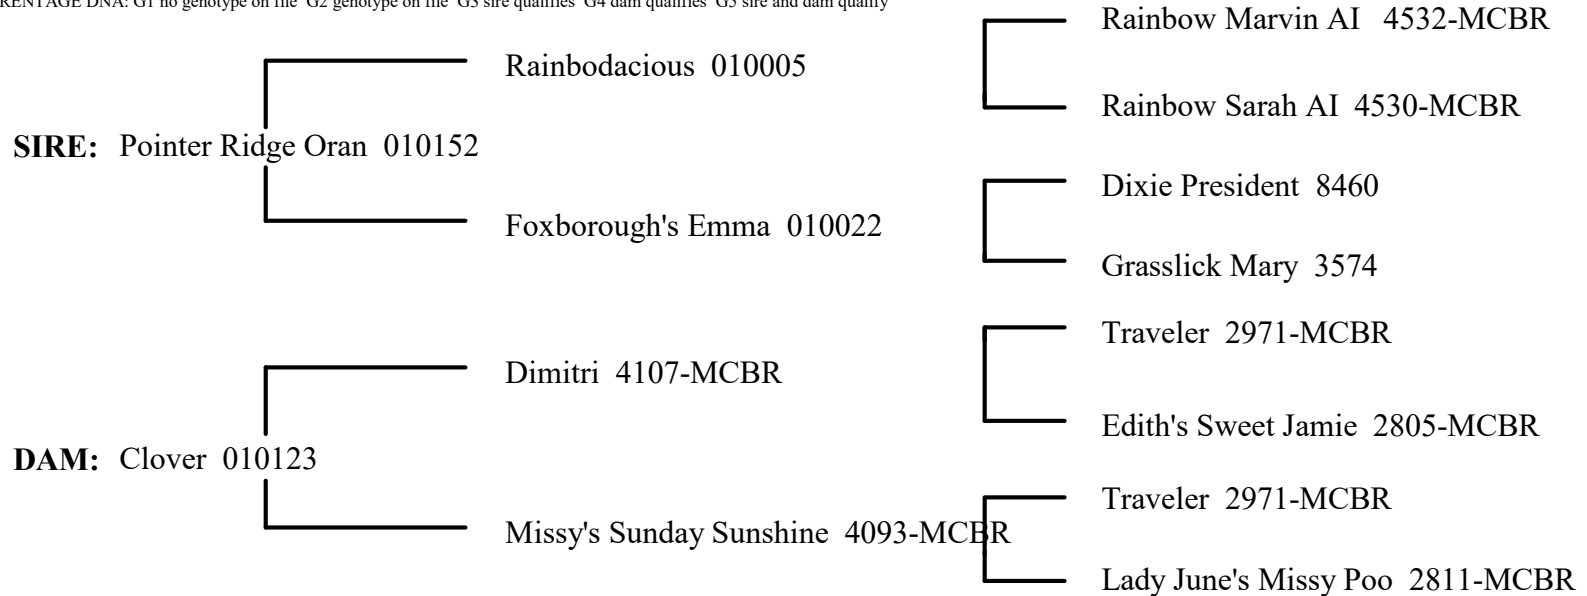 RENTAGE DNA: G1 no genotype on file G2 genotype on file G3 sire qualifies G4 dam qualifies G5 sire and dam qualify
Rainbow Marvin AI 4532-MCBR
Rainbodacious 010005
Rainbow Sarah AI 4530-MCBR
SIRE: Pointer Ridge Oran 010152
Dixie President 8460
Foxborough's Emma 010022
Grasslick Mary 3574
Traveler 2971-MCBR
Dimitri 4107-MCBR
Edith's Sweet Jamie 2805-MCBR
DAM: Clover 010123
Traveler 2971-MCBR
Missy's Sunday Sunshine 4093-MCBR
Lady June's Missy Poo 2811-MCBR